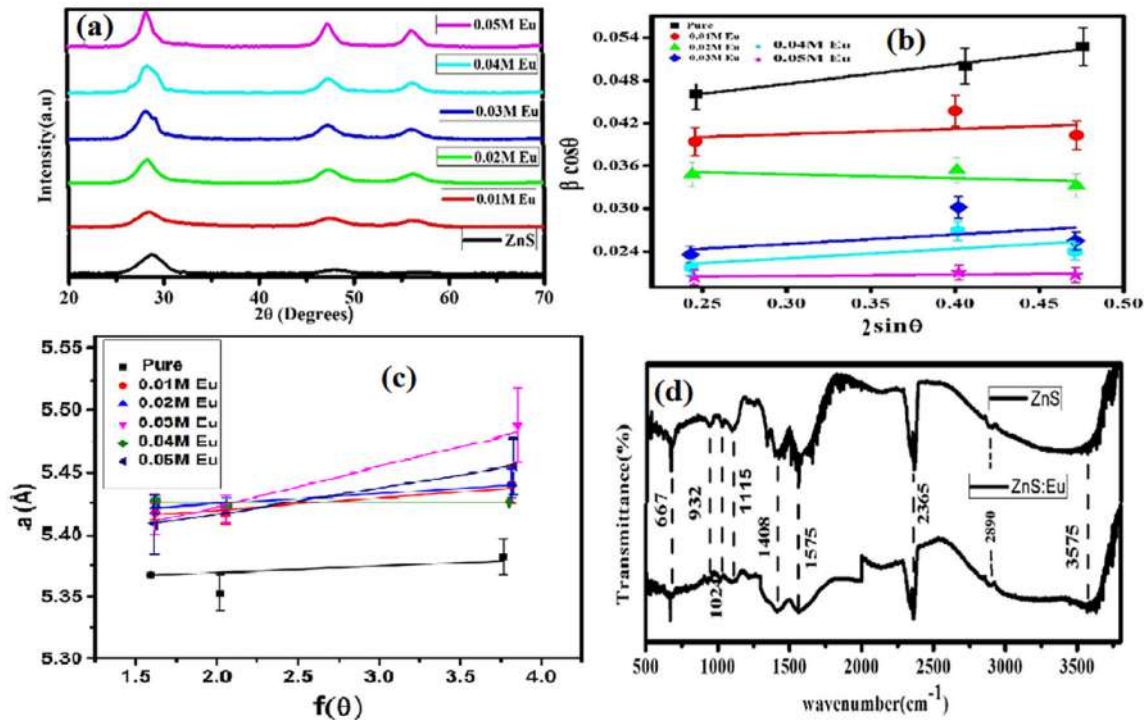 (a)
0.05M Eu
0.04M Eu
0.03M Eu
0.02M Eu
0.01M Eu
ZnS
Intensity(a.u)
20 30 40 50 60 70
2θ (Degrees)
(b)
Pure
0.01M Eu
0.02M Eu
0.03M Eu
0.04M Eu
0.05M Eu
0.054
0.048
0.042
0.036
0.030
0.024
β cosθ
0.25 0.30 0.35 0.40 0.45 0.50
2sinθ
(c)
Pure
0.01M Eu
0.02M Eu
0.03M Eu
0.04M Eu
0.05M Eu
5.55
5.50
5.45
5.40
5.35
5.30
a (Å)
1.5 2.0 2.5 3.0 3.5 4.0
f(θ)
(d)
ZnS
ZnS:Eu
667
932
1024
1115
1408
1575
2365
2890
3575
Transmittance(%)
500 1000 1500 2000 2500 3000 3500
wavenumber(cm⁻¹)